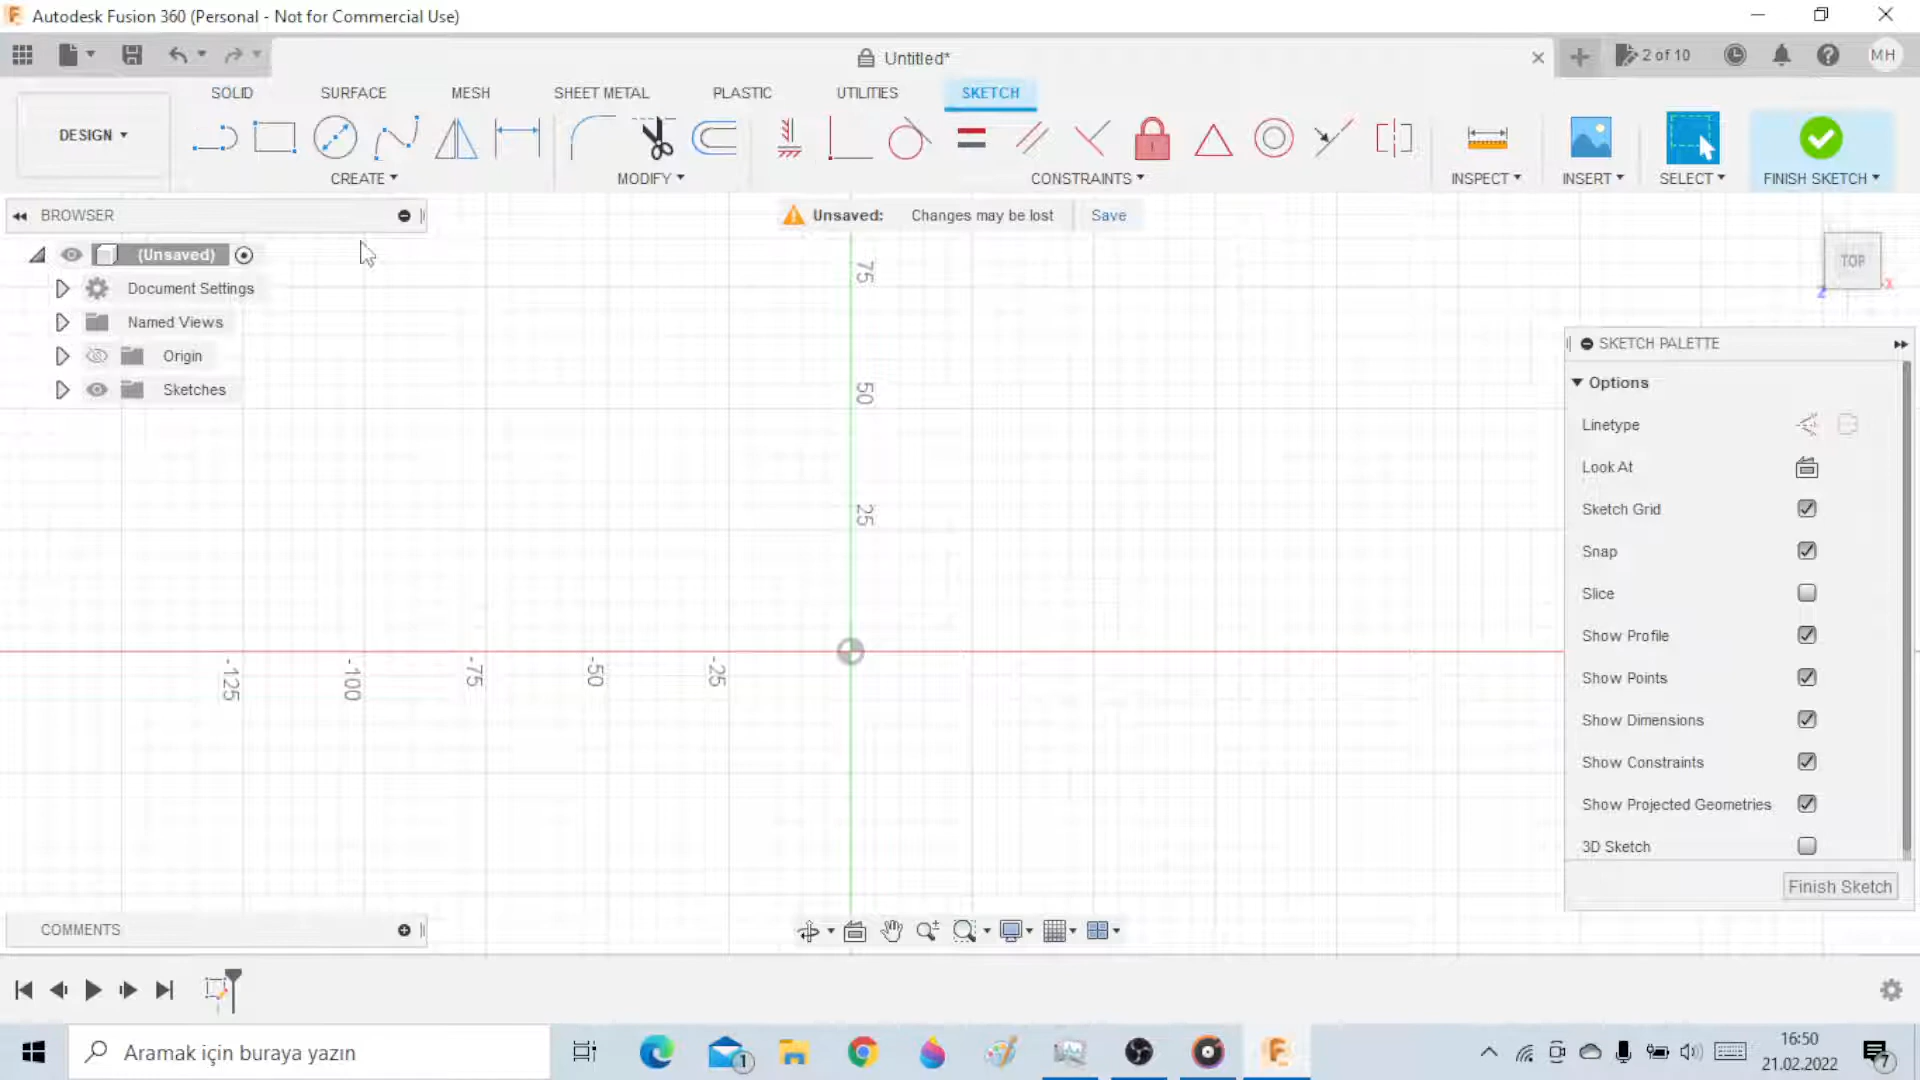 Autodesk Fusion 360 (Personal - Not for Commercial Use)
Untitled*
2 of 10
MH
SOLID
SURFACE
MESH
SHEET METAL
PLASTIC
UTILITIES
SKETCH
DESIGN
CREATE
MODIFY
CONSTRAINTS
INSPECT
INSERT
SELECT
FINISH SKETCH
BROWSER
Unsaved: Changes may be lost Save
(Unsaved)
Document Settings
Named Views
Origin
Sketches
TOP
Z
X
75
50
25
-125
-100
-75
-50
-25
SKETCH PALETTE
Options
Linetype
Look At
Sketch Grid
Snap
Slice
Show Profile
Show Points
Show Dimensions
Show Constraints
Show Projected Geometries
3D Sketch
Finish Sketch
COMMENTS
Aramak için buraya yazın
1
16:50
21.02.2022
7